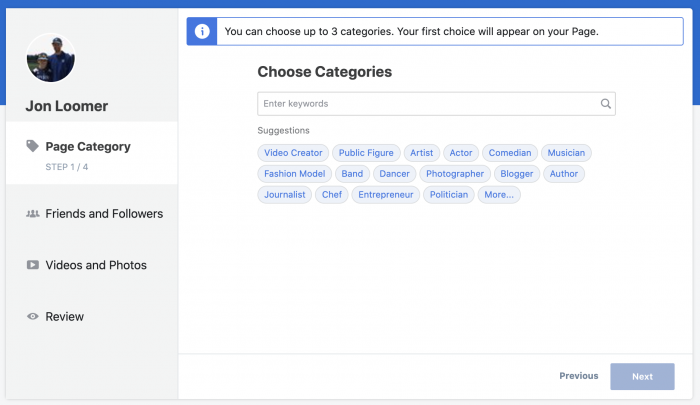 You can choose up to 3 categories. Your first choice will appear on your Page.
Jon Loomer
Page Category
STEP 1 / 4
Friends and Followers
Videos and Photos
Review
Choose Categories
Enter keywords
Suggestions
Video Creator Public Figure Artist Actor Comedian Musician
Fashion Model Band Dancer Photographer Blogger Author
Journalist Chef Entrepreneur Politician More...
Previous Next